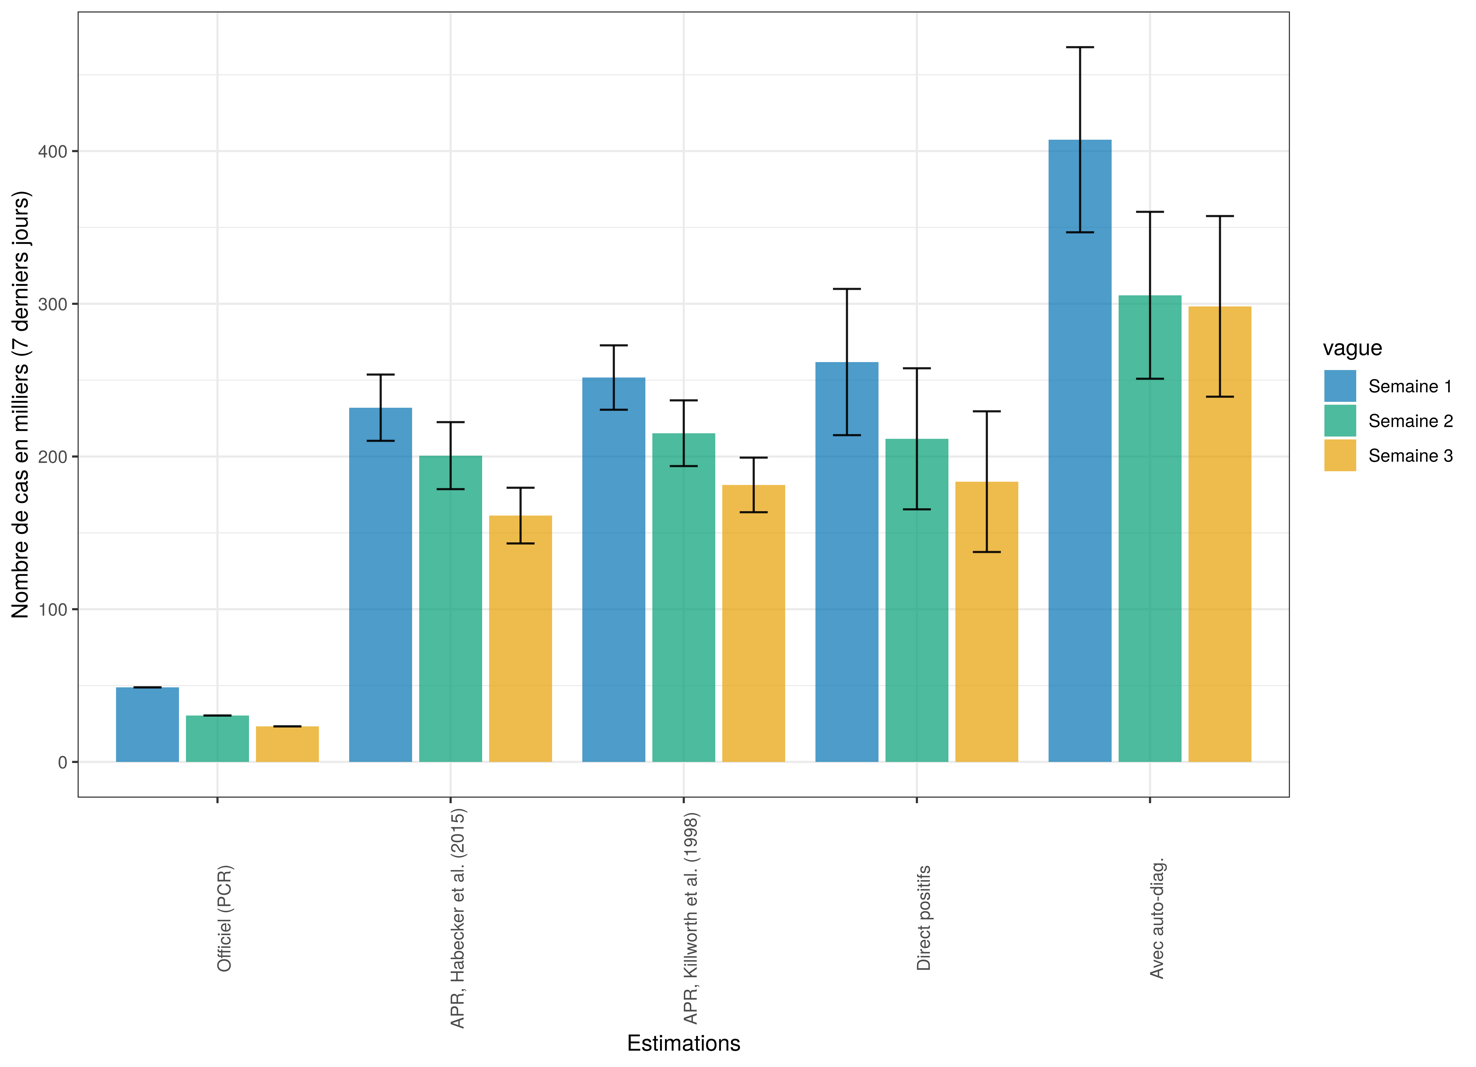 Nombre de cas en milliers (7 derniers jours)
400
300
200
100
0
Officiel (PCR)
APR, Habecker et al. (2015)
APR, Killworth et al. (1998)
Direct positifs
Avec auto-diag.
Estimations
vague
Semaine 1
Semaine 2
Semaine 3